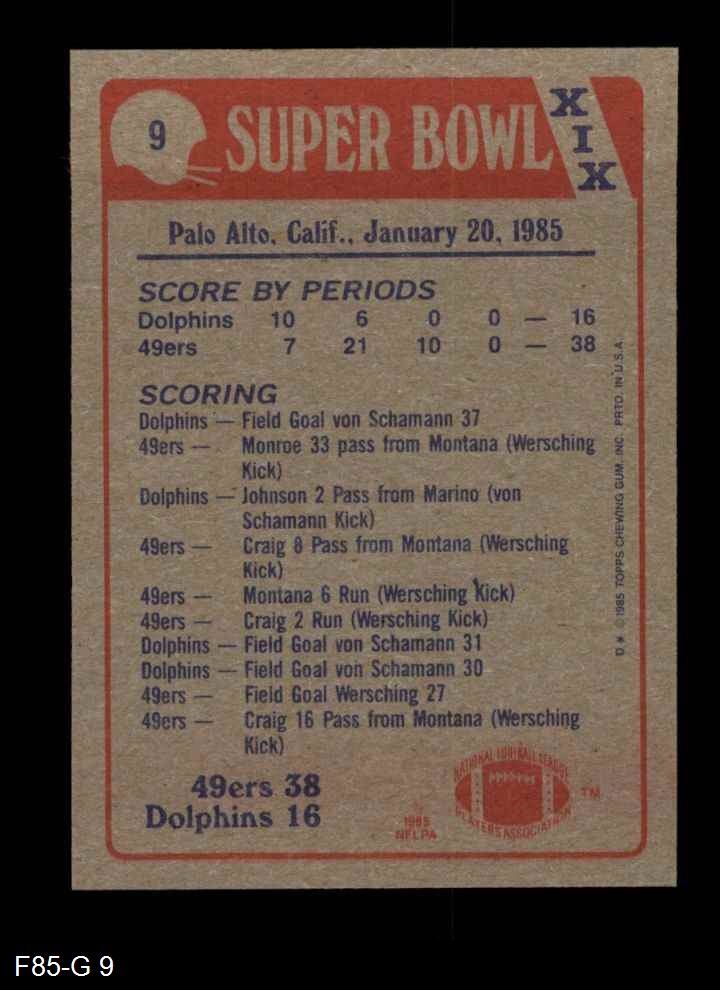 9
SUPER BOWL
XIX
Palo Alto, Calif., January 20, 1985
SCORE BY PERIODS
Dolphins 10 6 0 0 — 16
49ers 7 21 10 0 — 38
SCORING
Dolphins — Field Goal von Schamann 37
49ers — Monroe 33 pass from Montana (Wersching
Kick)
Dolphins — Johnson 2 Pass from Marino (von
Schamann Kick)
49ers — Craig 8 Pass from Montana (Wersching
Kick)
49ers — Montana 6 Run (Wersching Kick)
49ers — Craig 2 Run (Wersching Kick)
Dolphins — Field Goal von Schamann 31
Dolphins — Field Goal von Schamann 30
49ers — Field Goal Wersching 27
49ers — Craig 16 Pass from Montana (Wersching
Kick)
49ers 38
Dolphins 16
© 1985
NFLPA
NATIONAL FOOTBALL LEAGUE
PLAYERS ASSOCIATION
TM
D * ©1985 TOPPS CHEWING GUM, INC. PRTD. IN U.S.A.
F85-G 9